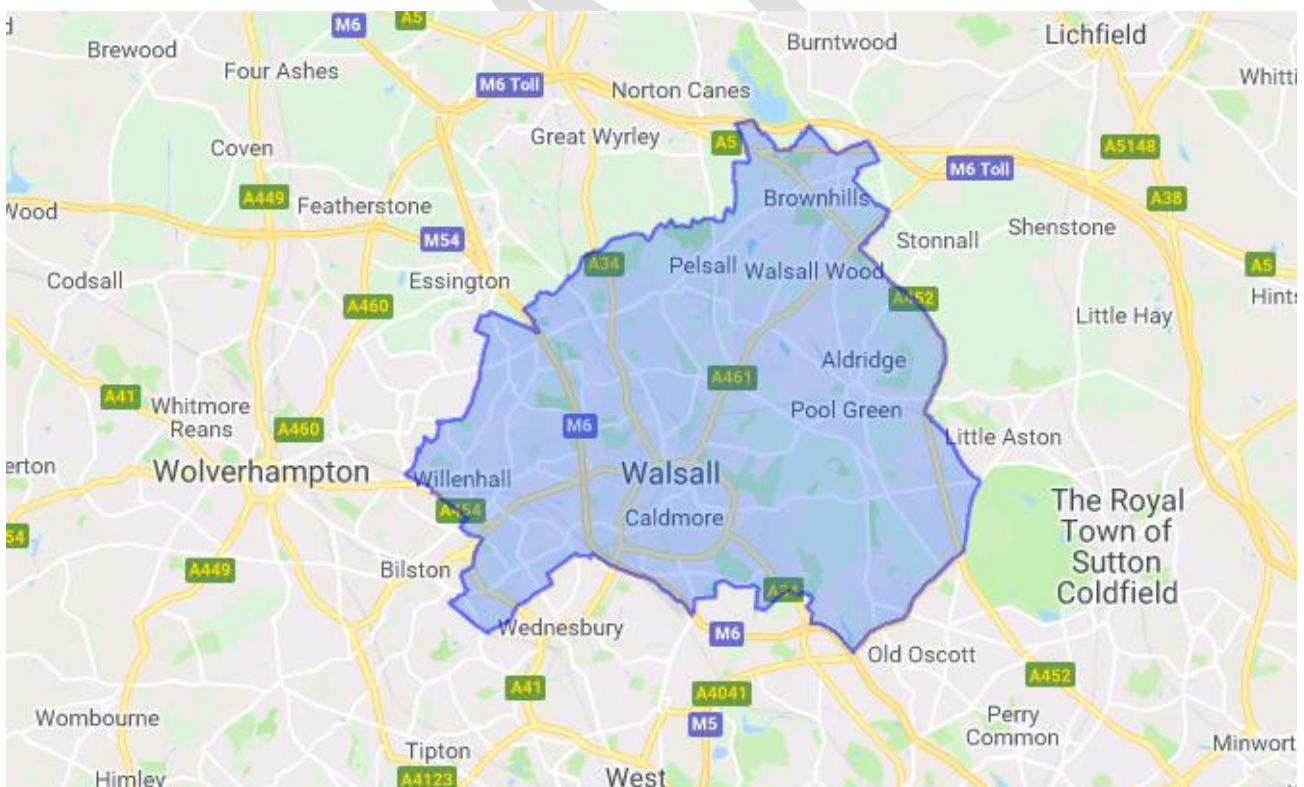 M6
A5
Lichfield
Brewood
Burntwood
Four Ashes
M6 Toll
Norton Canes
Whitti
Great Wyrley
A5
A5148
Coven
M6 Toll
A449
Brownhills
A38
Featherstone
Wood
Shenstone
M54
Stonnall
A34
Pelsall
Walsall Wood
A5
Codsall
Essington
A460
A452
Hints
Little Hay
Aldridge
A461
A41
Whitmore
Reans
Pool Green
A460
M6
Little Aston
erton
Wolverhampton
Willenhall
Walsall
The Royal
Town of
Sutton
Coldfield
A454
Caldmore
54
A449
Bilston
A34
Wednesbury
M6
Old Oscott
A452
A41
A4041
Wombourne
M5
Perry
Common
Minwort
Tipton
Himley
A4123
West